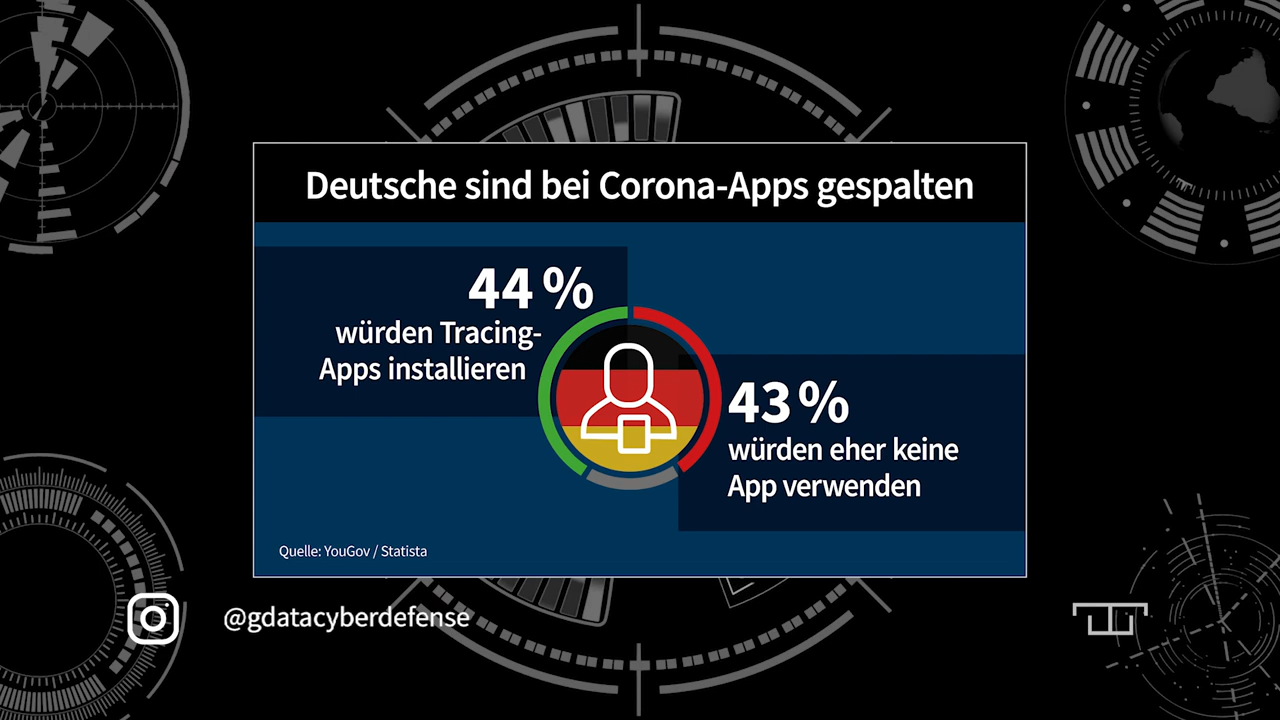 Deutsche sind bei Corona-Apps gespalten
44 %
würden Tracing-
Apps installieren
43 %
würden eher keine
App verwenden
Quelle: YouGov / Statista
@gdatacyberdefense